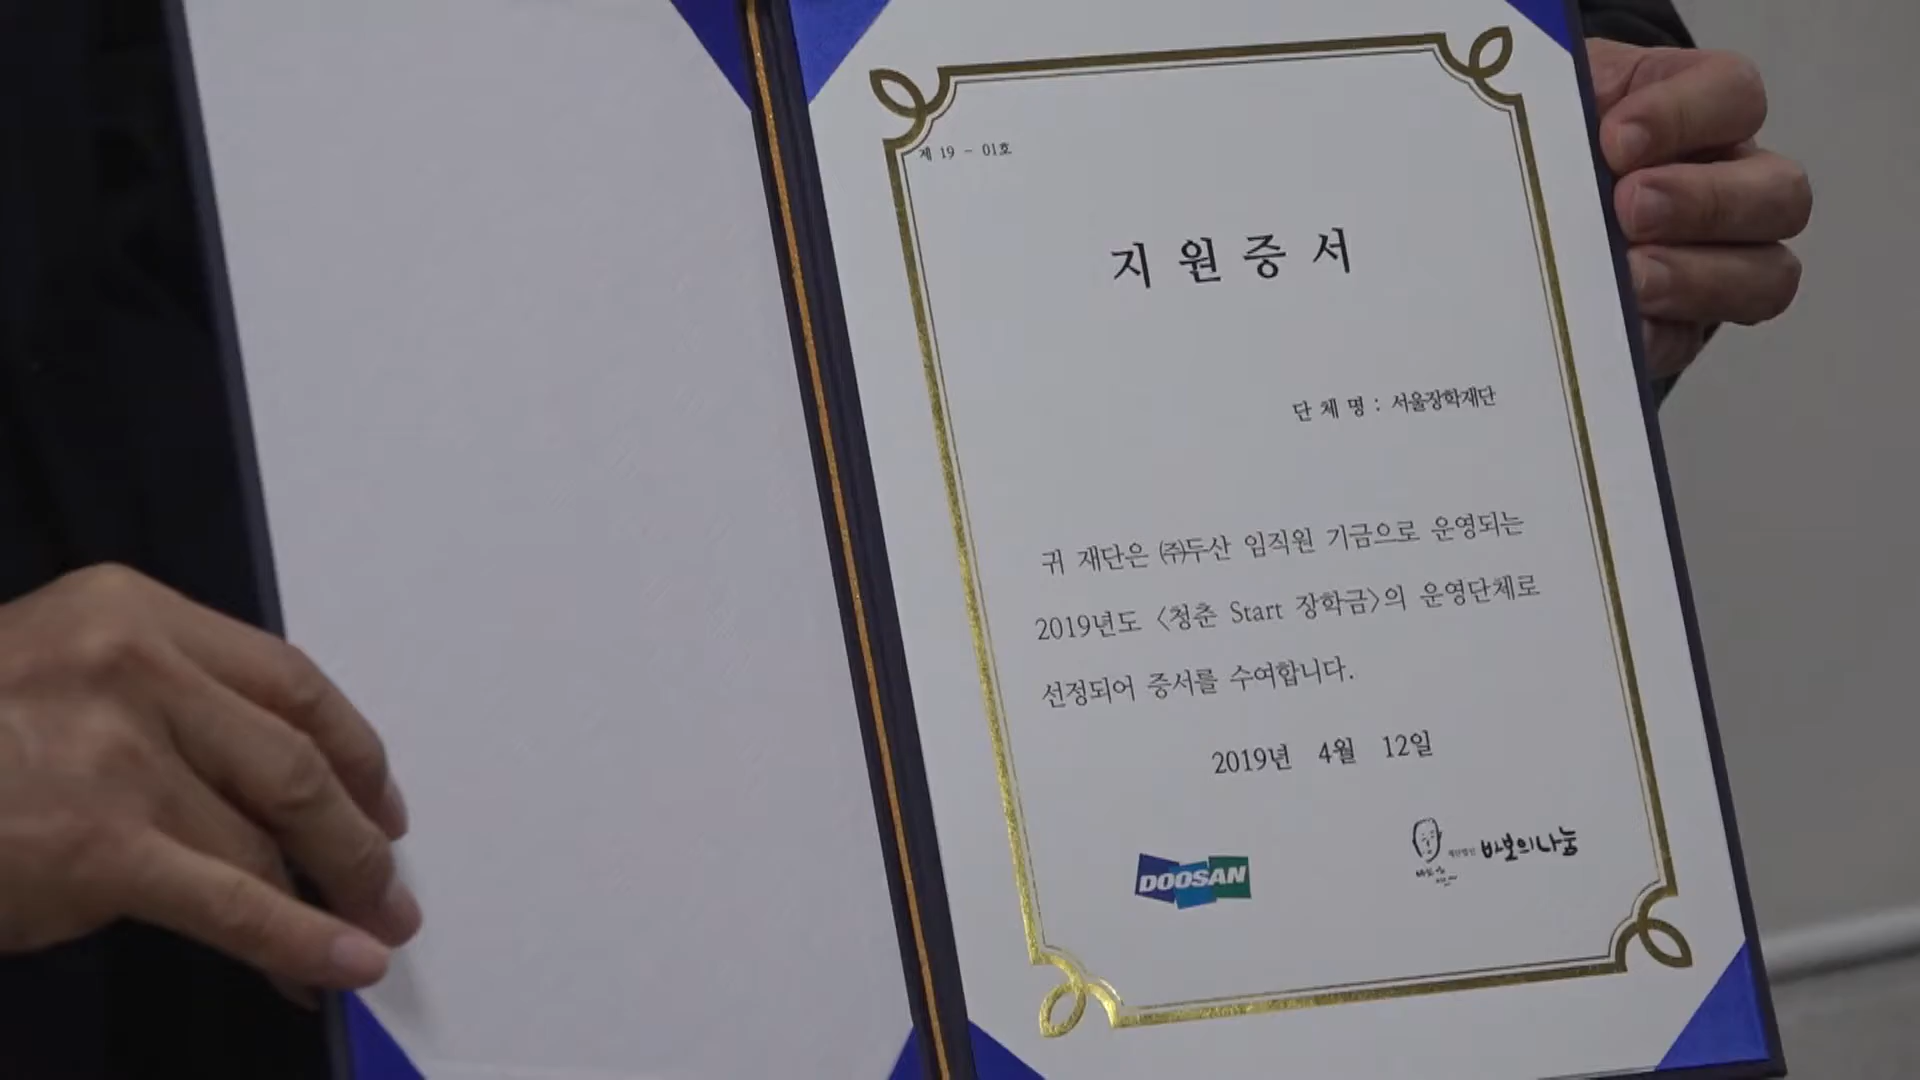 제 19 - 01호
지원증서
단체명 : 서울장학재단
귀 재단은 ㈜두산 임직원 기금으로 운영되는
2019년도 <청춘 Start 장학금>의 운영단체로
선정되어 증서를 수여합니다.
2019년 4월 12일
DOOSAN
재단법인 바보의나눔